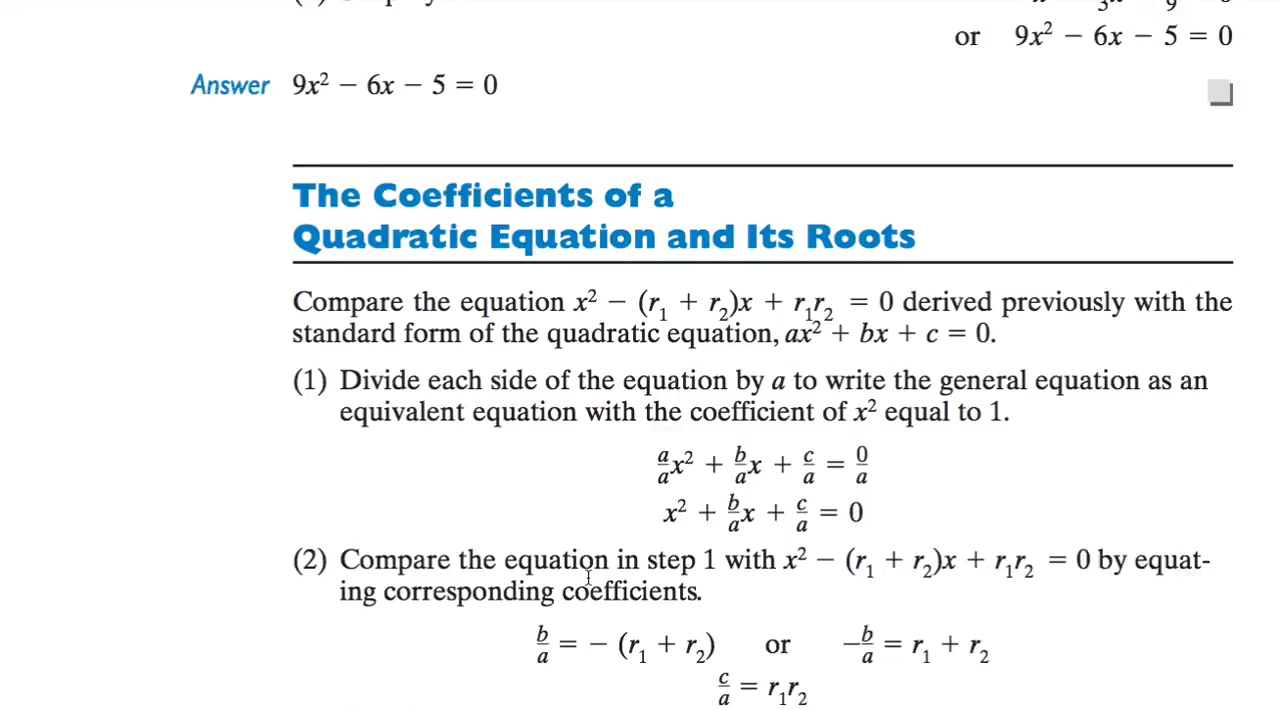 or 9x² − 6x − 5 = 0
Answer 9x² − 6x − 5 = 0
The Coefficients of a
Quadratic Equation and Its Roots
Compare the equation x² − (r₁ + r₂)x + r₁r₂ = 0 derived previously with the
standard form of the quadratic equation, ax² + bx + c = 0.
(1) Divide each side of the equation by a to write the general equation as an
equivalent equation with the coefficient of x² equal to 1.
a/a x² + b/a x + c/a = 0/a
x² + b/a x + c/a = 0
(2) Compare the equation in step 1 with x² − (r₁ + r₂)x + r₁r₂ = 0 by equat-
ing corresponding coefficients.
b/a = − (r₁ + r₂) or −b/a = r₁ + r₂
c/a = r₁r₂